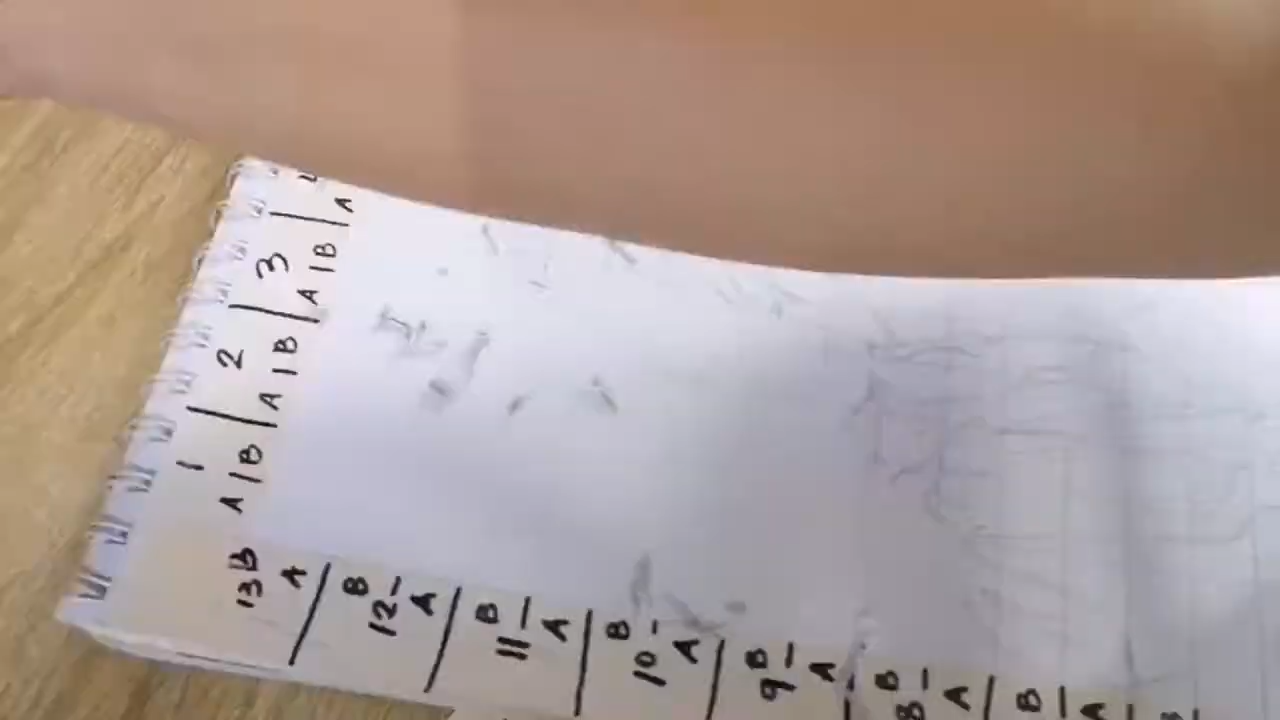 1 | 2 | 3 |
A | B | A | B | A | B | A
13 | 12 | 11 | 10 | 9 | 8
B A | B A | B A | B A | B A | B A | B A